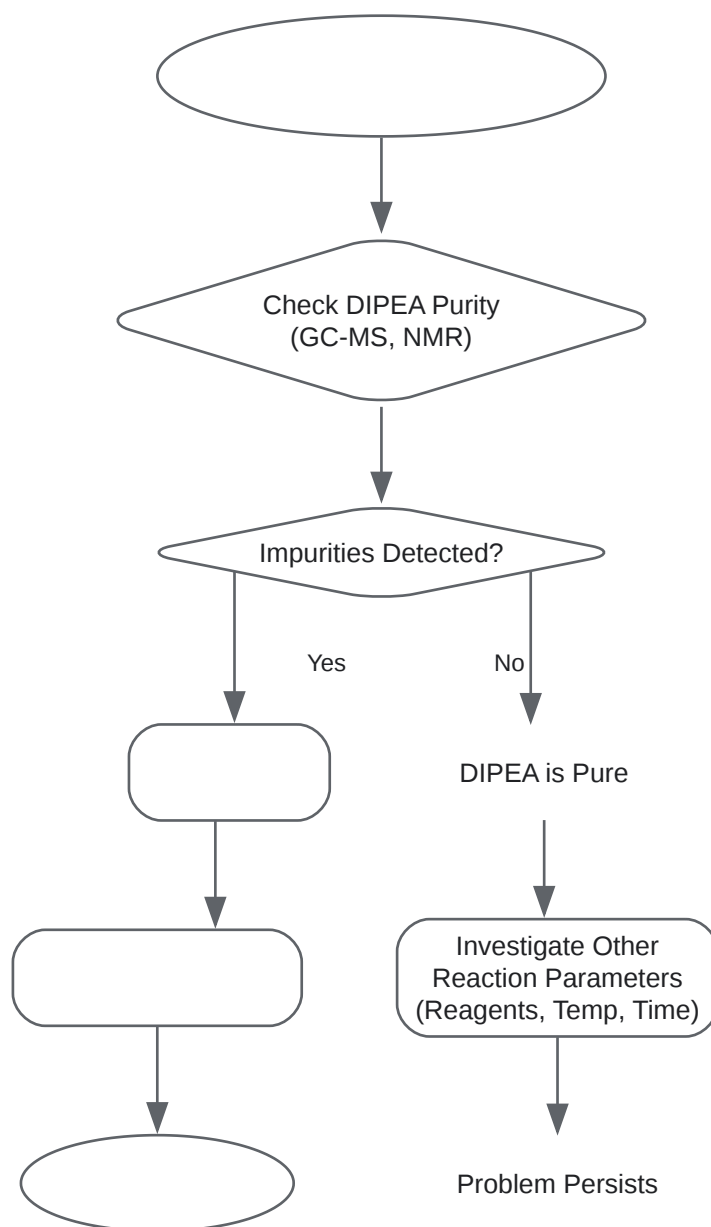 Check DIPEA Purity
(GC-MS, NMR)
Impurities Detected?
Yes
No
DIPEA is Pure
Investigate Other
Reaction Parameters
(Reagents, Temp, Time)
Problem Persists